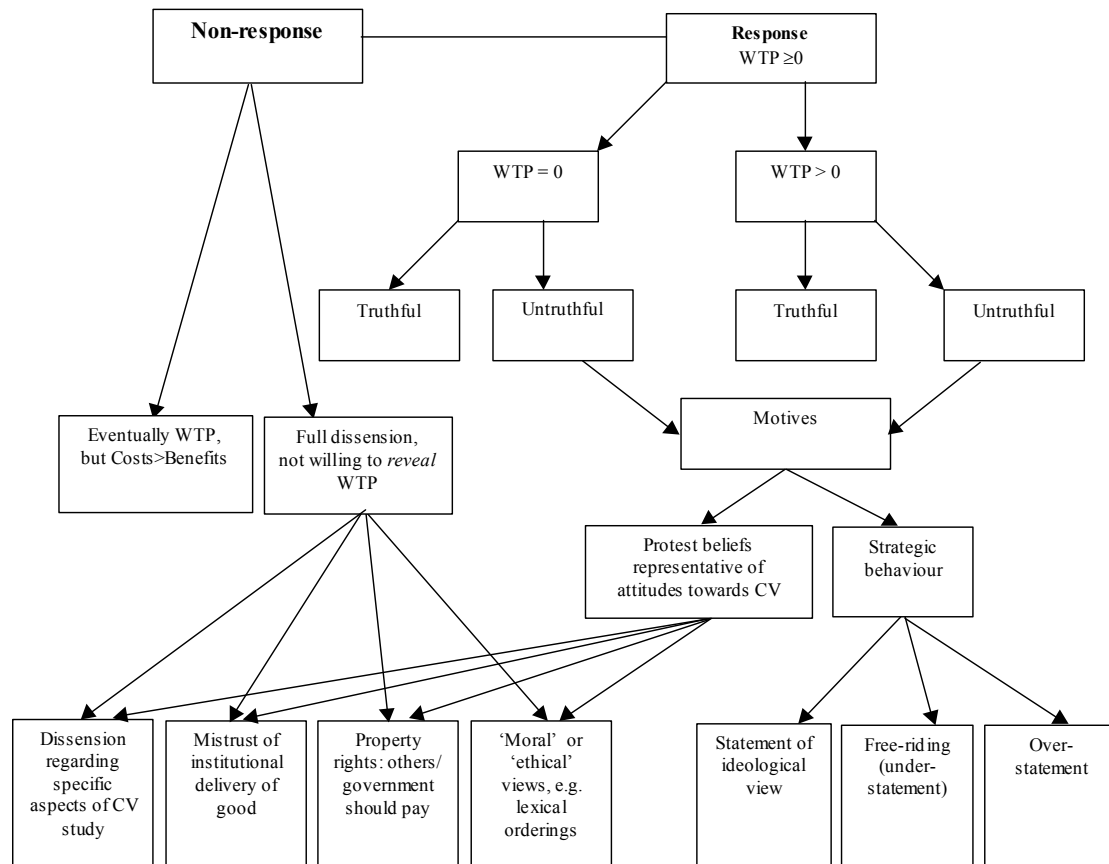 Non-response
Response
WTP ≥0
WTP = 0
WTP > 0
Truthful
Untruthful
Truthful
Untruthful
Eventually WTP,
but Costs>Benefits
Full dissension,
not willing to reveal
WTP
Motives
Protest beliefs
representative of
attitudes towards CV
Strategic
behaviour
Dissension
regarding
specific
aspects of CV
study
Mistrust of
institutional
delivery of
good
Property
rights: others/
government
should pay
‘Moral’ or
‘ethical’
views, e.g.
lexical
orderings
Statement of
ideological
view
Free-riding
(under-
statement)
Over-
statement